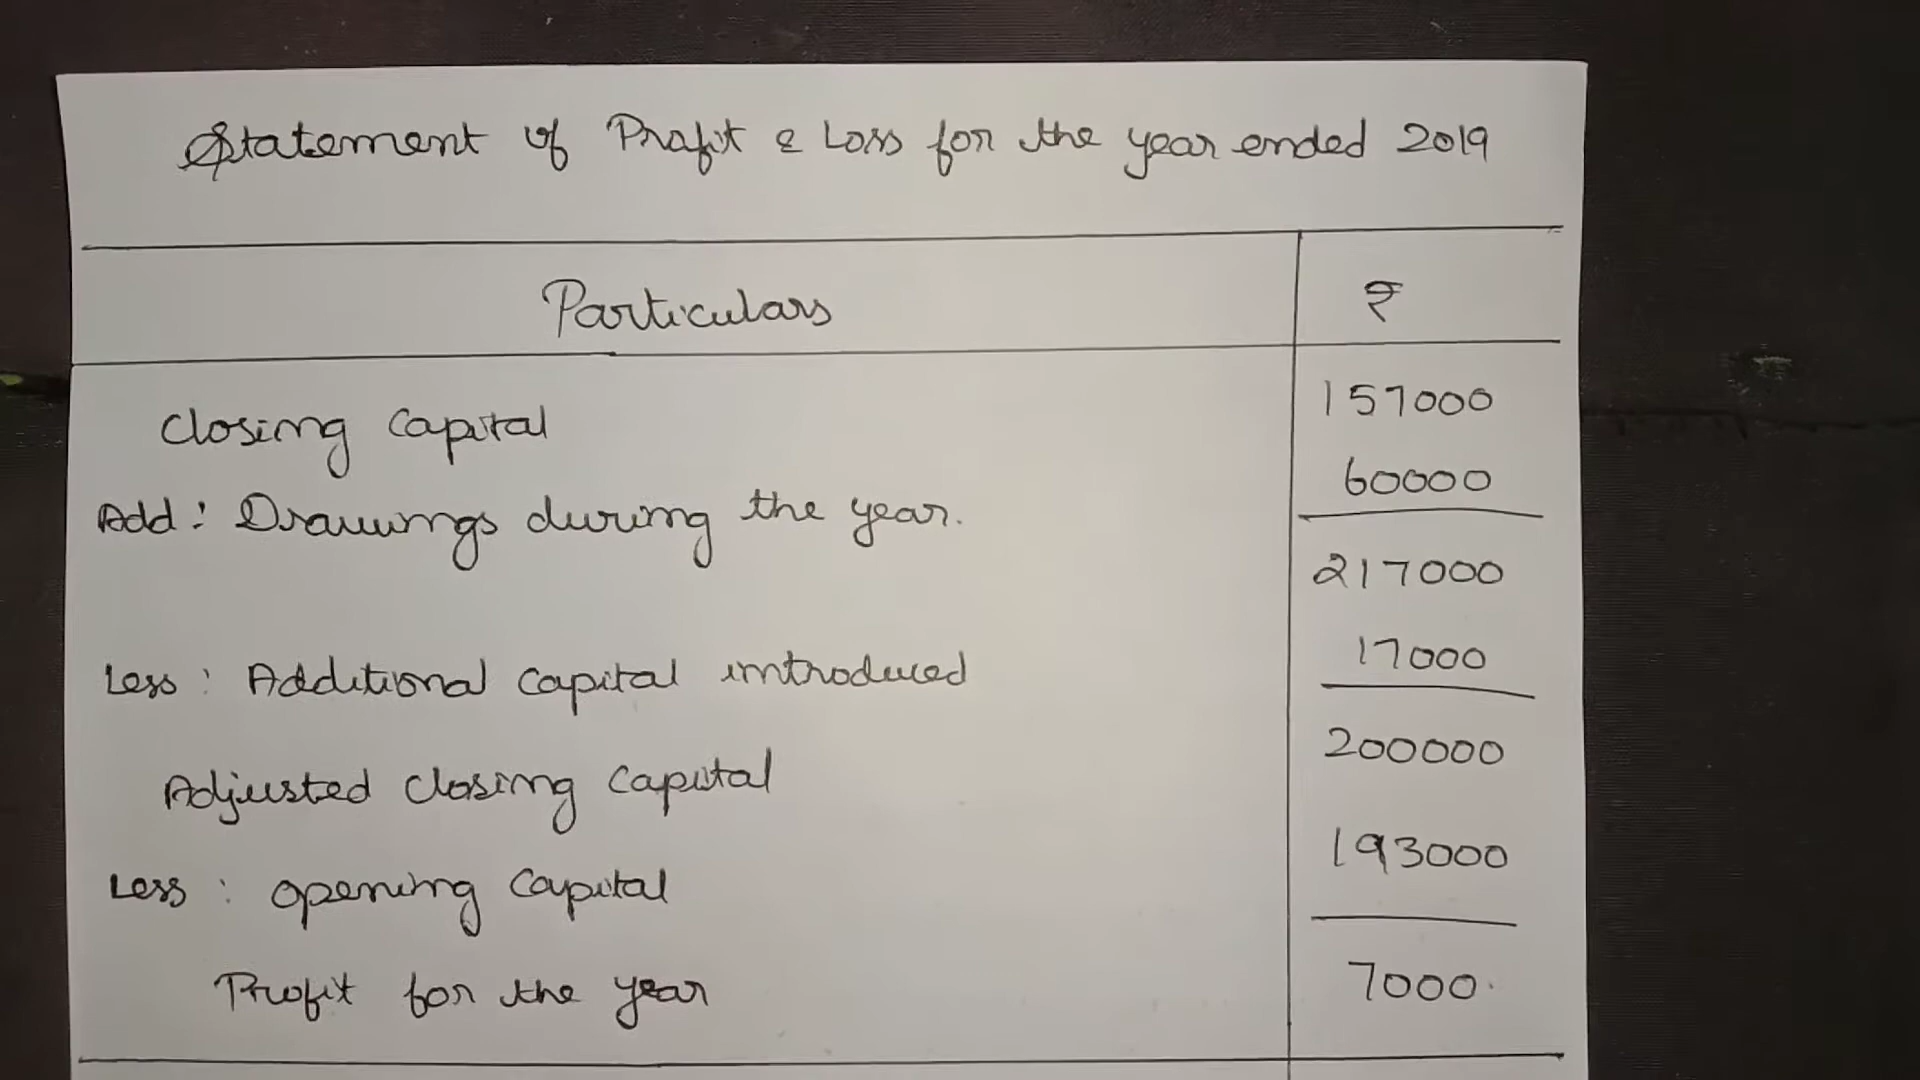 Statement of Profit & Loss for the year ended 2019
Particulars ₹
Closing Capital 157000
Add : Drawings during the year. 60000
217000
Less : Additional Capital introduced 17000
Adjusted Closing Capital 200000
Less : Opening Capital 193000
Profit for the year 7000.